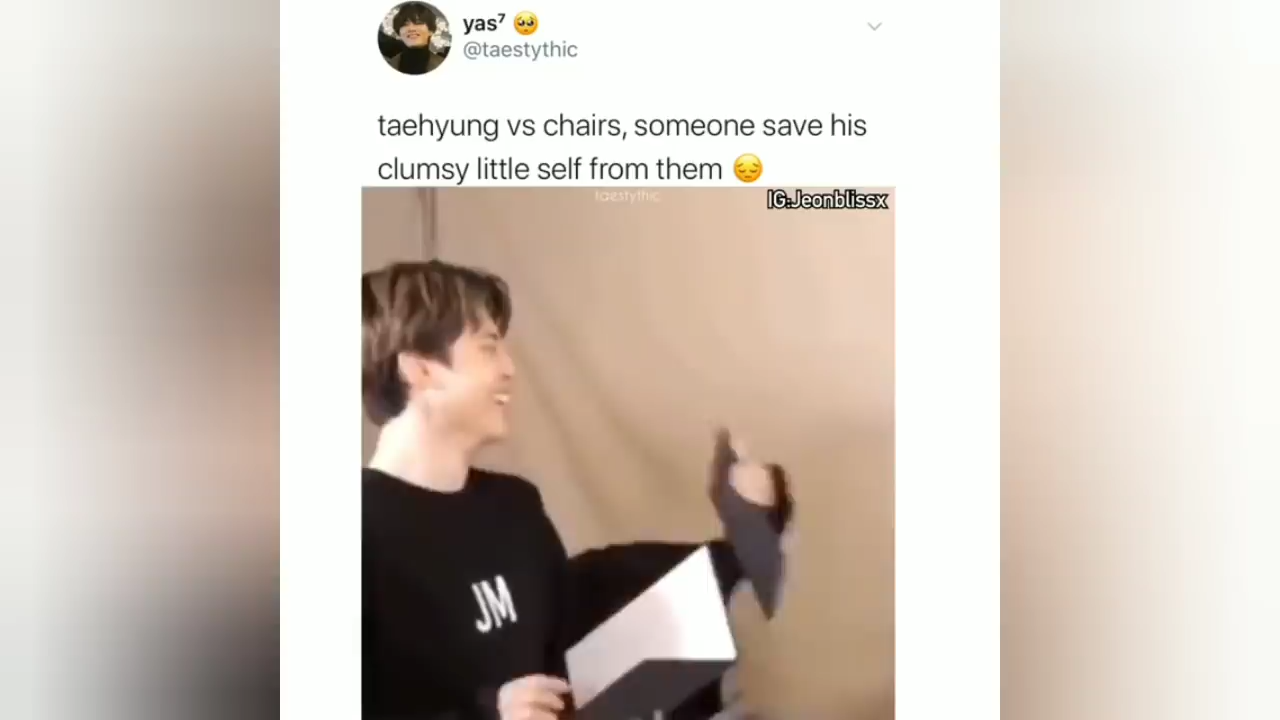 yas⁷ 🥺
@taestythic
taehyung vs chairs, someone save his
clumsy little self from them 😔
taestythic
IG:Jeonblissx
JM